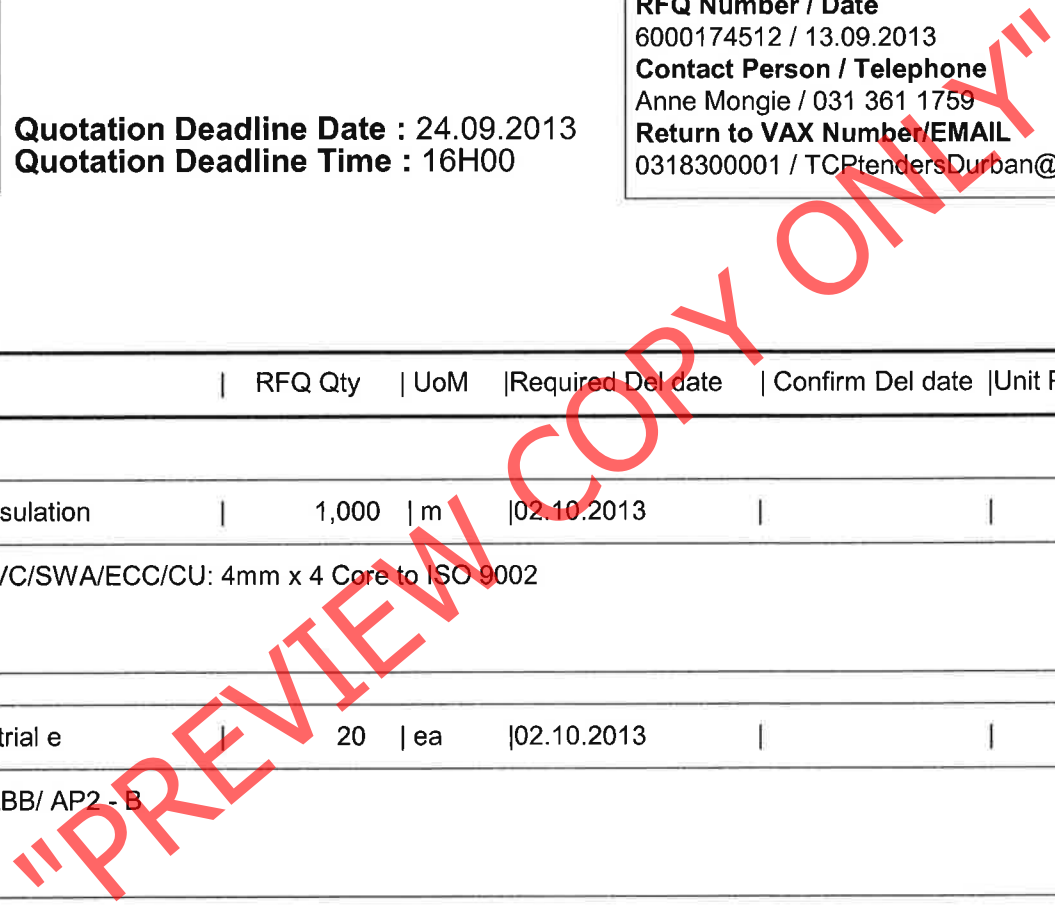 RFQ Number / Date
6000174512 / 13.09.2013
Contact Person / Telephone
Anne Mongie / 031 361 1759
Return to VAX Number/EMAIL
0318300001 / TCPtendersDurban@
Quotation Deadline Date : 24.09.2013
Quotation Deadline Time : 16H00
| RFQ Qty | UoM |Required Del date | Confirm Del date |Unit P
sulation | 1,000 | m |02.10.2013 | |
VC/SWA/ECC/CU: 4mm x 4 Core to ISO 9002
trial e | 20 | ea |02.10.2013 | |
BB/ AP2 - B
"PREVIEW COPY ONLY"